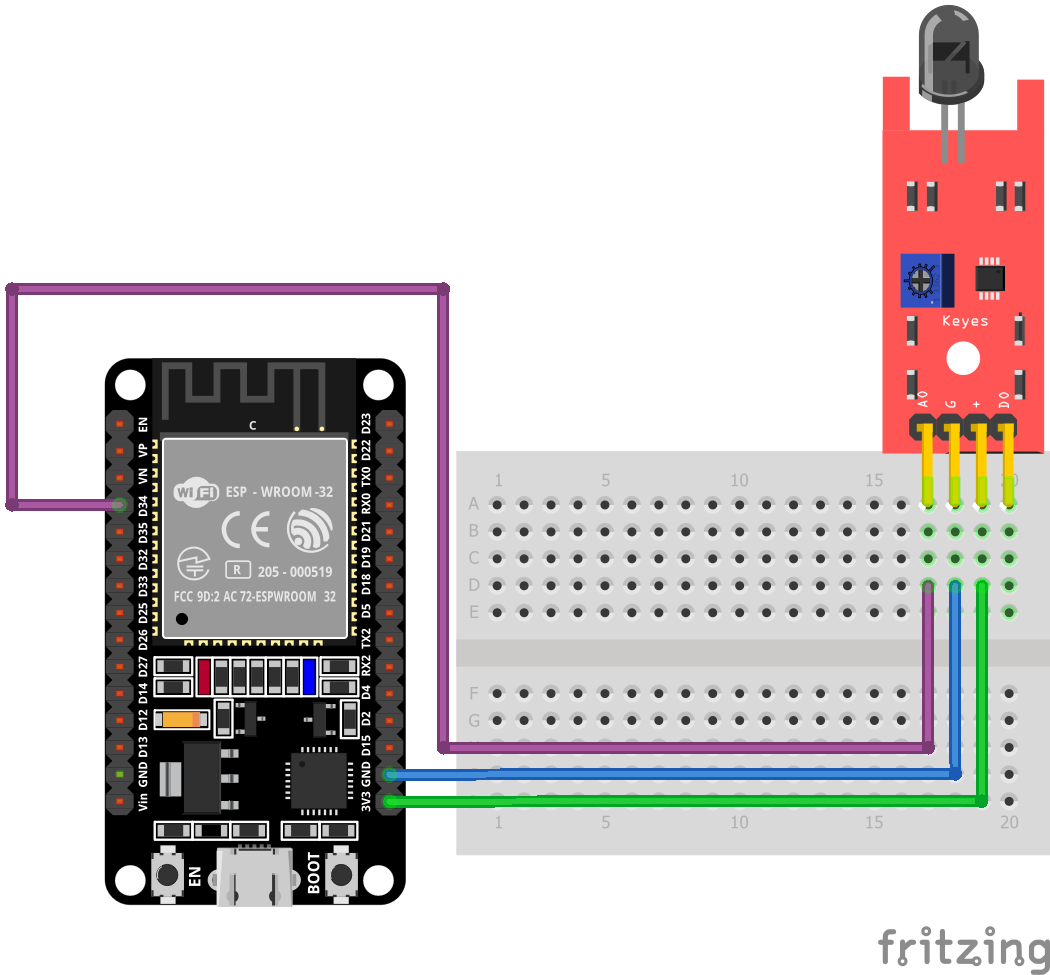 Keyes
AO
G
+
DO
C
WiFi
ESP - WROOM -32
CE
R 205 - 000519
FCC 9D:2 AC 72-ESPWROOM 32
EN
VP
VN
D34
D35
D32
D33
D25
D26
D27
D14
D12
D13
GND
Vin
D23
D22
TX0
RX0
D21
D19
D18
D5
TX2
RX2
D4
D2
D15
GND
3V3
EN
BOOT
1 5 10 15 20
A
B
C
D
E
F
G
1 5 10 15 20
fritzing